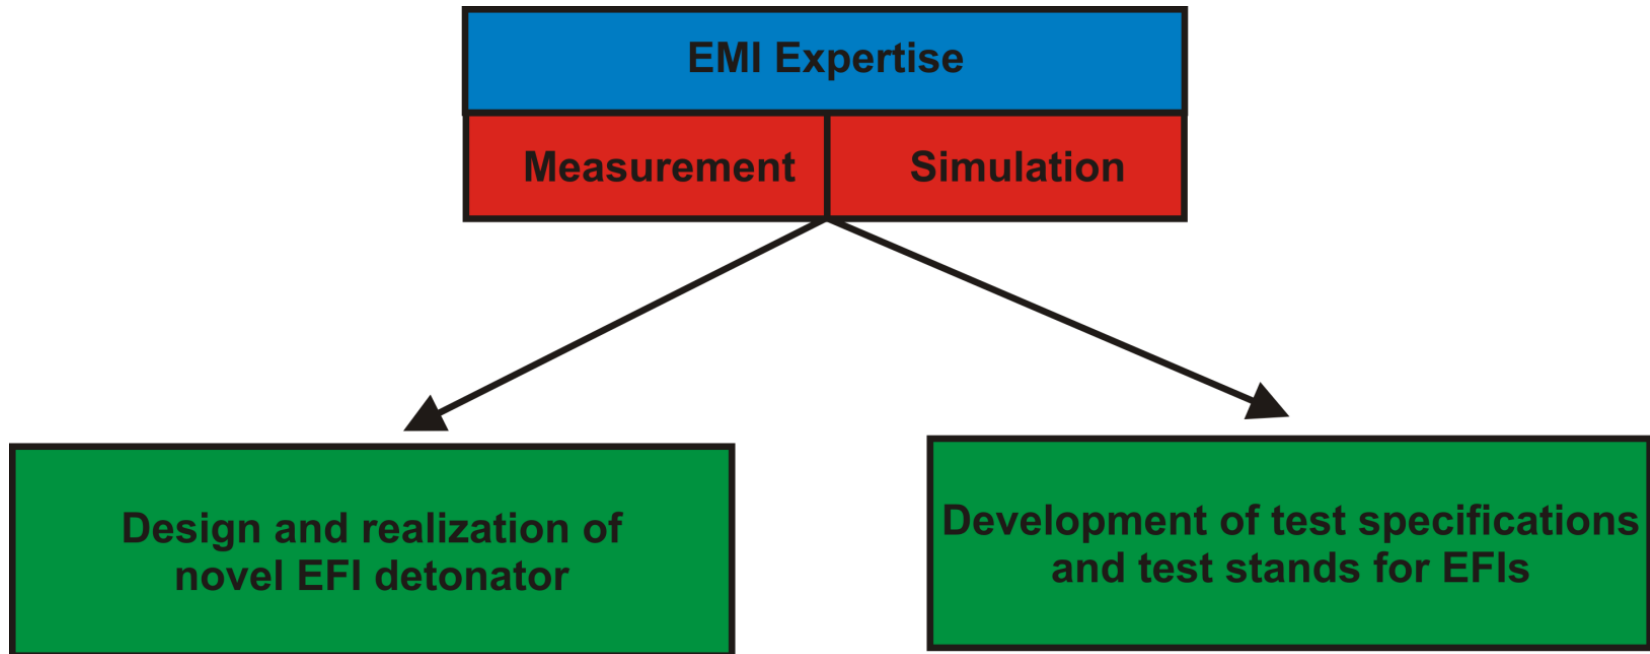 EMI Expertise
Measurement
Simulation
Design and realization of
novel EFI detonator
Development of test specifications
and test stands for EFIs